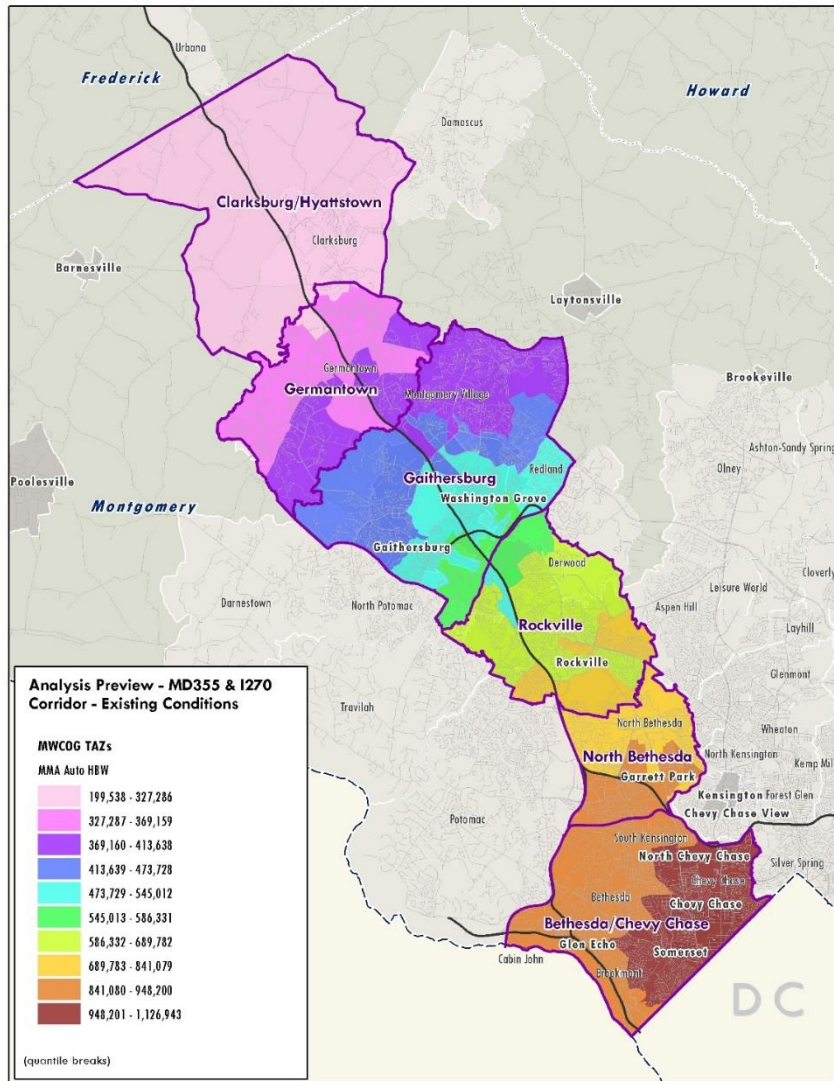 Urbana
Frederick
Howard
Damascus
Clarksburg/Hyattstown
Clarksburg
Barnesville
Laytonsville
Germantown
Germantown
Brookeville
Montgomery Village
Ashton-Sandy Spring
Olney
Redland
Gaithersburg
Poolesville
Washington Grove
Montgomery
Gaithersburg
Derwood
Cloverly
Leisure World
Darnestown
North Potomac
Aspen Hill
Layhill
Rockville
Rockville
Glenmont
Analysis Preview - MD355 & I270
Corridor - Existing Conditions
MWCOG TAZs
MMA Auto HBW
199,538 - 327,286
327,287 - 369,159
369,160 - 413,638
413,639 - 473,728
473,729 - 545,012
545,013 - 586,331
586,332 - 689,782
689,783 - 841,079
841,080 - 948,200
948,201 - 1,126,943
(quantile breaks)
Travilah
North Bethesda
Wheaton
North Bethesda
North Kensington
Kemp Mil
Garrett Park
Kensington
Forest Glen
Potomac
Chevy Chase View
South Kensington
North Chevy Chase
Silver Spring
Chevy Chase
Bethesda
Chevy Chase
Bethesda/Chevy Chase
Glen Echo
Somerset
Cabin John
Brookmont
DC